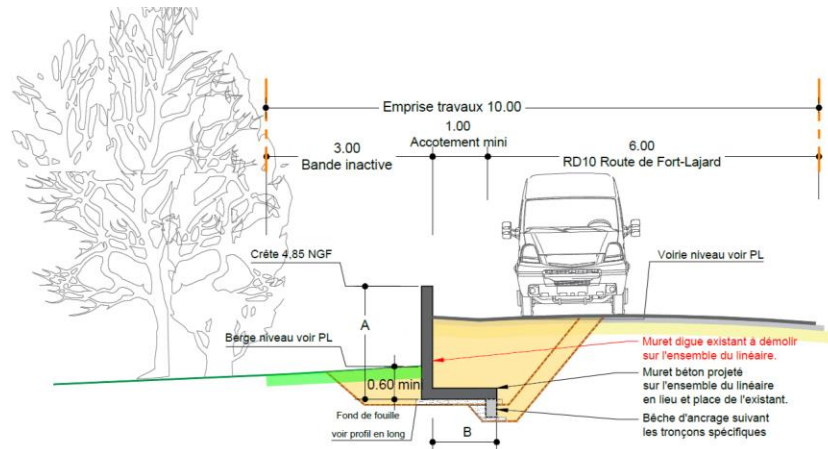 Emprise travaux 10.00
1.00
Accotement mini
3.00
Bande inactive
6.00
RD10 Route de Fort-Lajard
Crête 4.85 NGF
Voirie niveau voir PL
A
Berge niveau voir PL
Muret digue existant à démolir
sur l'ensemble du linéaire.
0.60 mini
Muret béton projeté
sur l'ensemble du linéaire
en lieu et place de l'existant.
Fond de fouille
voir profil en long
B
Bêche d'ancrage suivant
les tronçons spécifiques